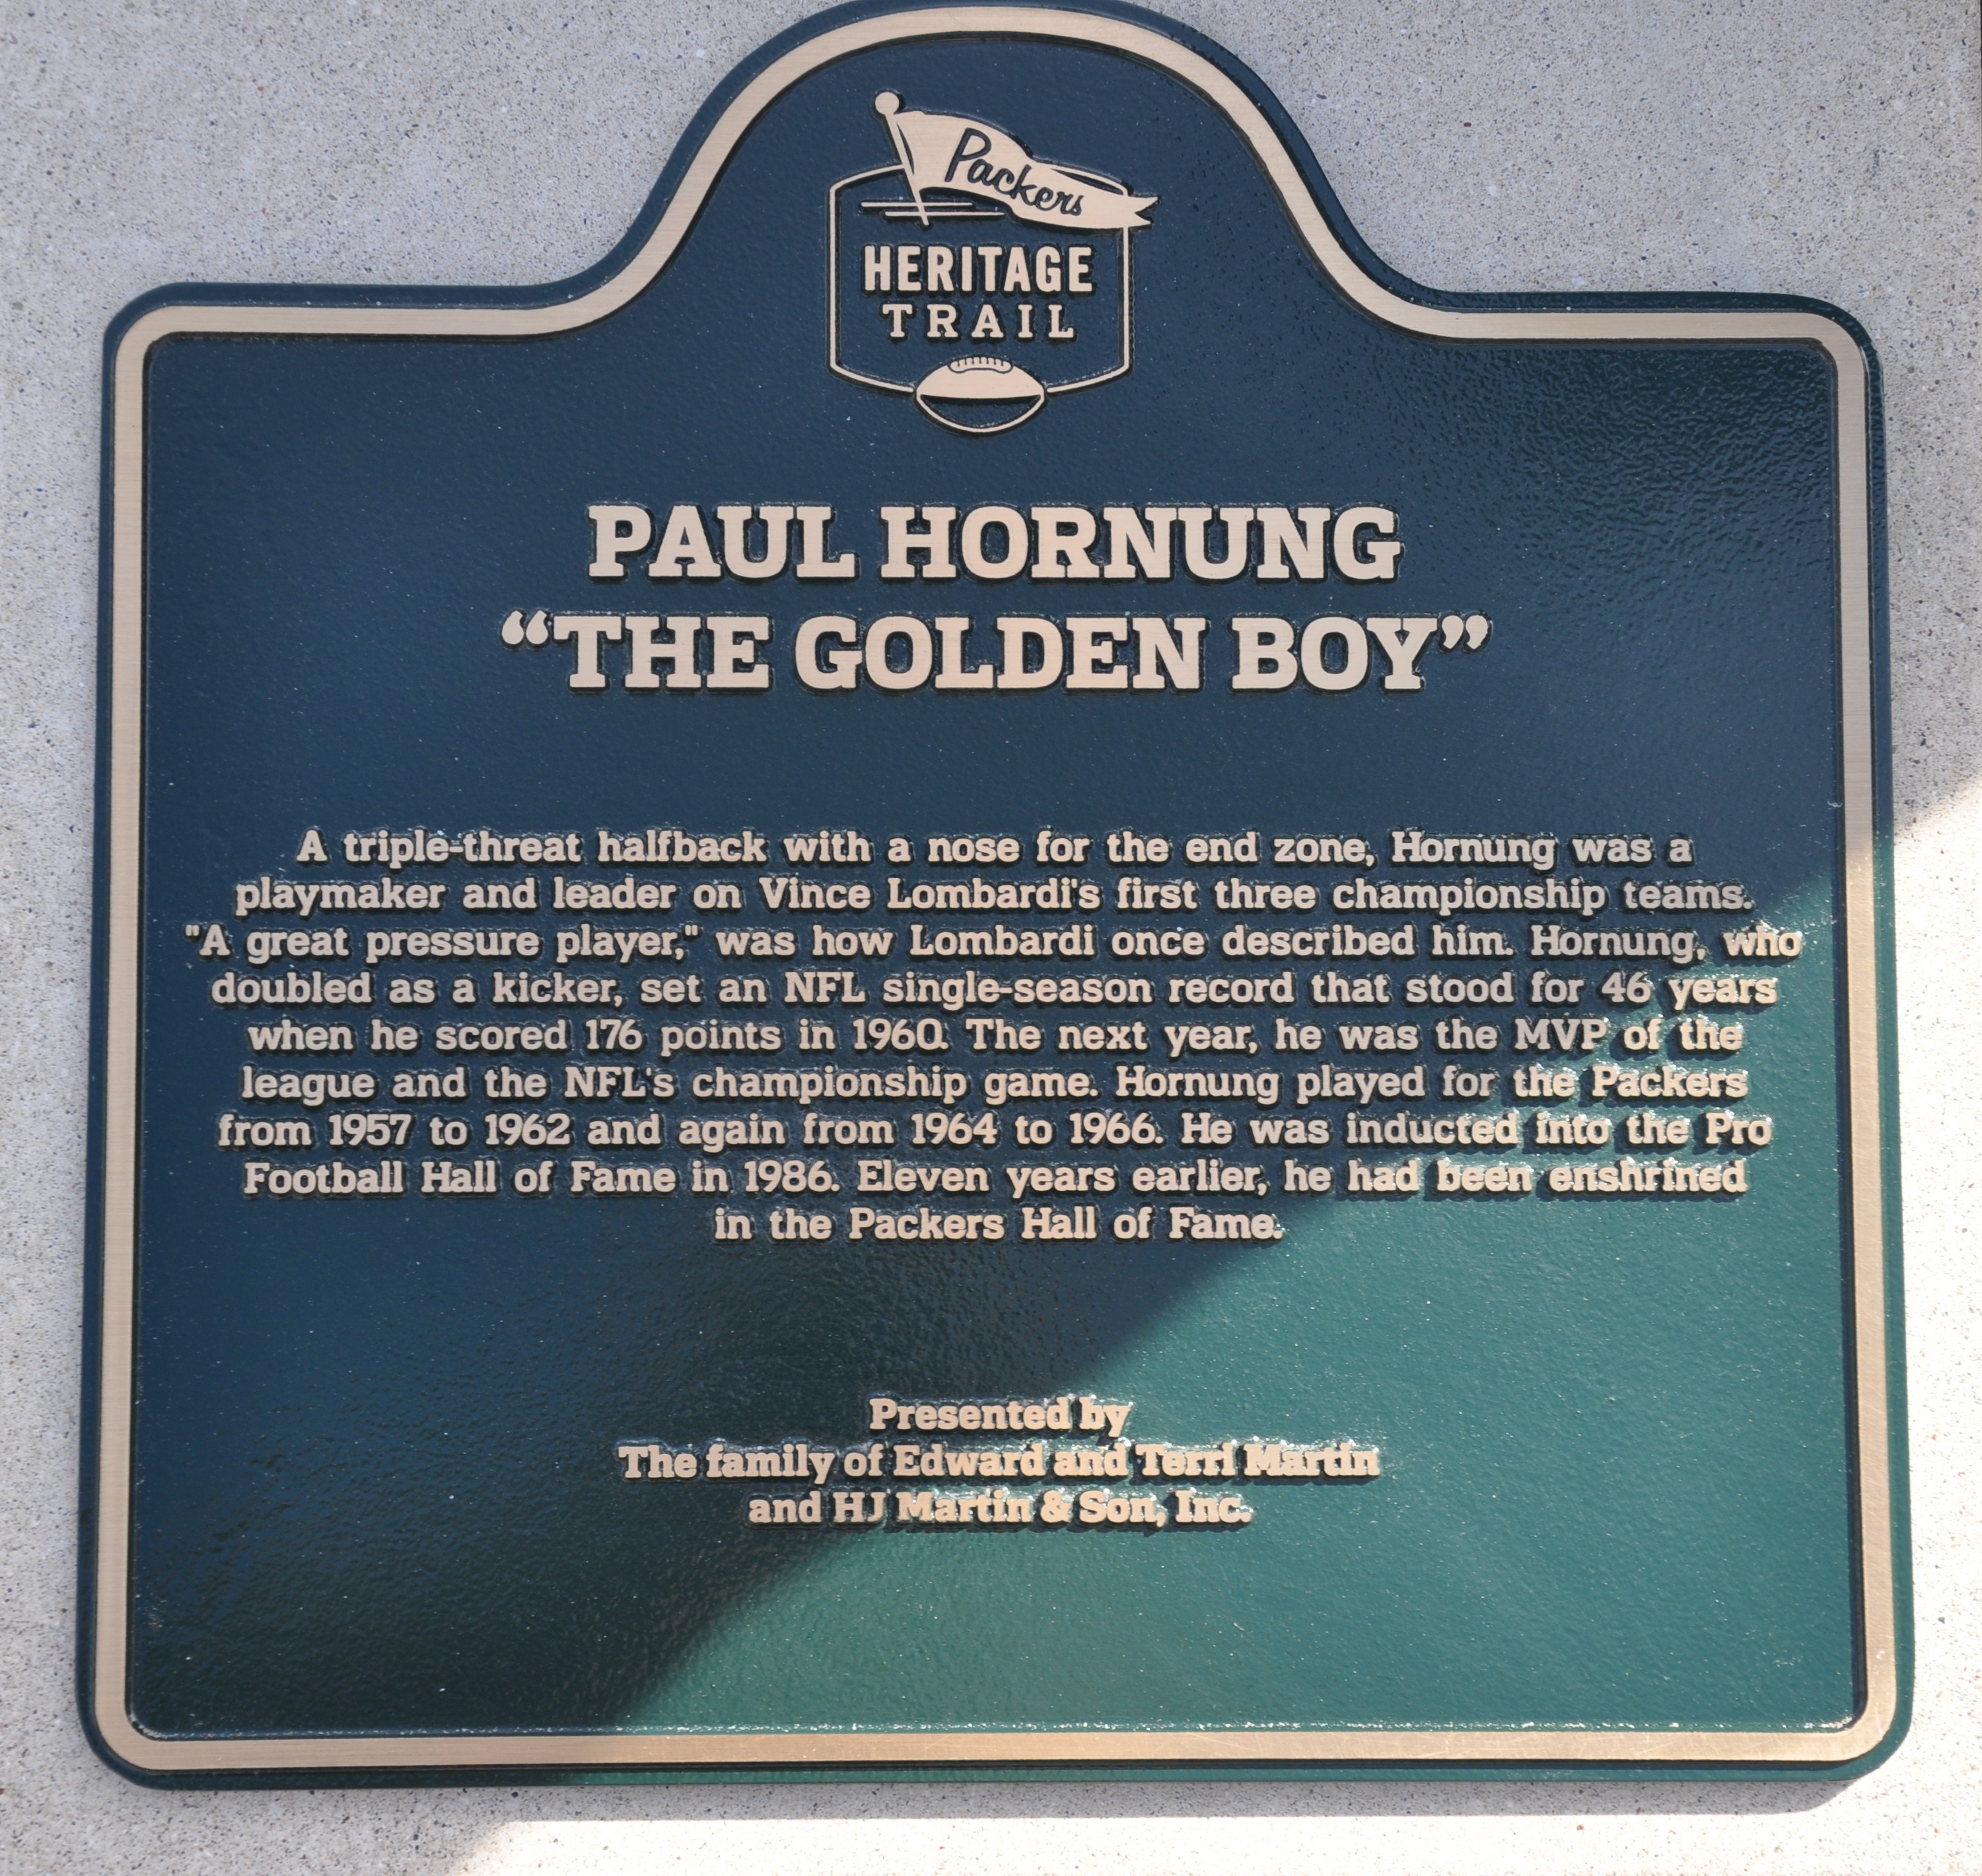 Packers
HERITAGE
TRAIL
PAUL HORNUNG
“THE GOLDEN BOY”
A triple-threat halfback with a nose for the end zone, Hornung was a
playmaker and leader on Vince Lombardi's first three championship teams.
"A great pressure player," was how Lombardi once described him. Hornung, who
doubled as a kicker, set an NFL single-season record that stood for 46 years
when he scored 176 points in 1960. The next year, he was the MVP of the
league and the NFL's championship game. Hornung played for the Packers
from 1957 to 1962 and again from 1964 to 1966. He was inducted into the Pro
Football Hall of Fame in 1986. Eleven years earlier, he had been enshrined
in the Packers Hall of Fame.
Presented by
The family of Edward and Terri Martin
and HJ Martin & Son, Inc.